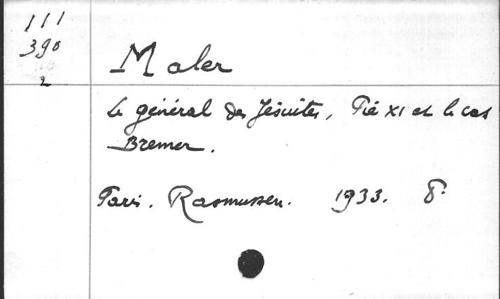 111
390
2
Maler
Le général des Jésuites, Pie XI et le cas
Bremer.
Paris. Rasmussen. 1933. 8°